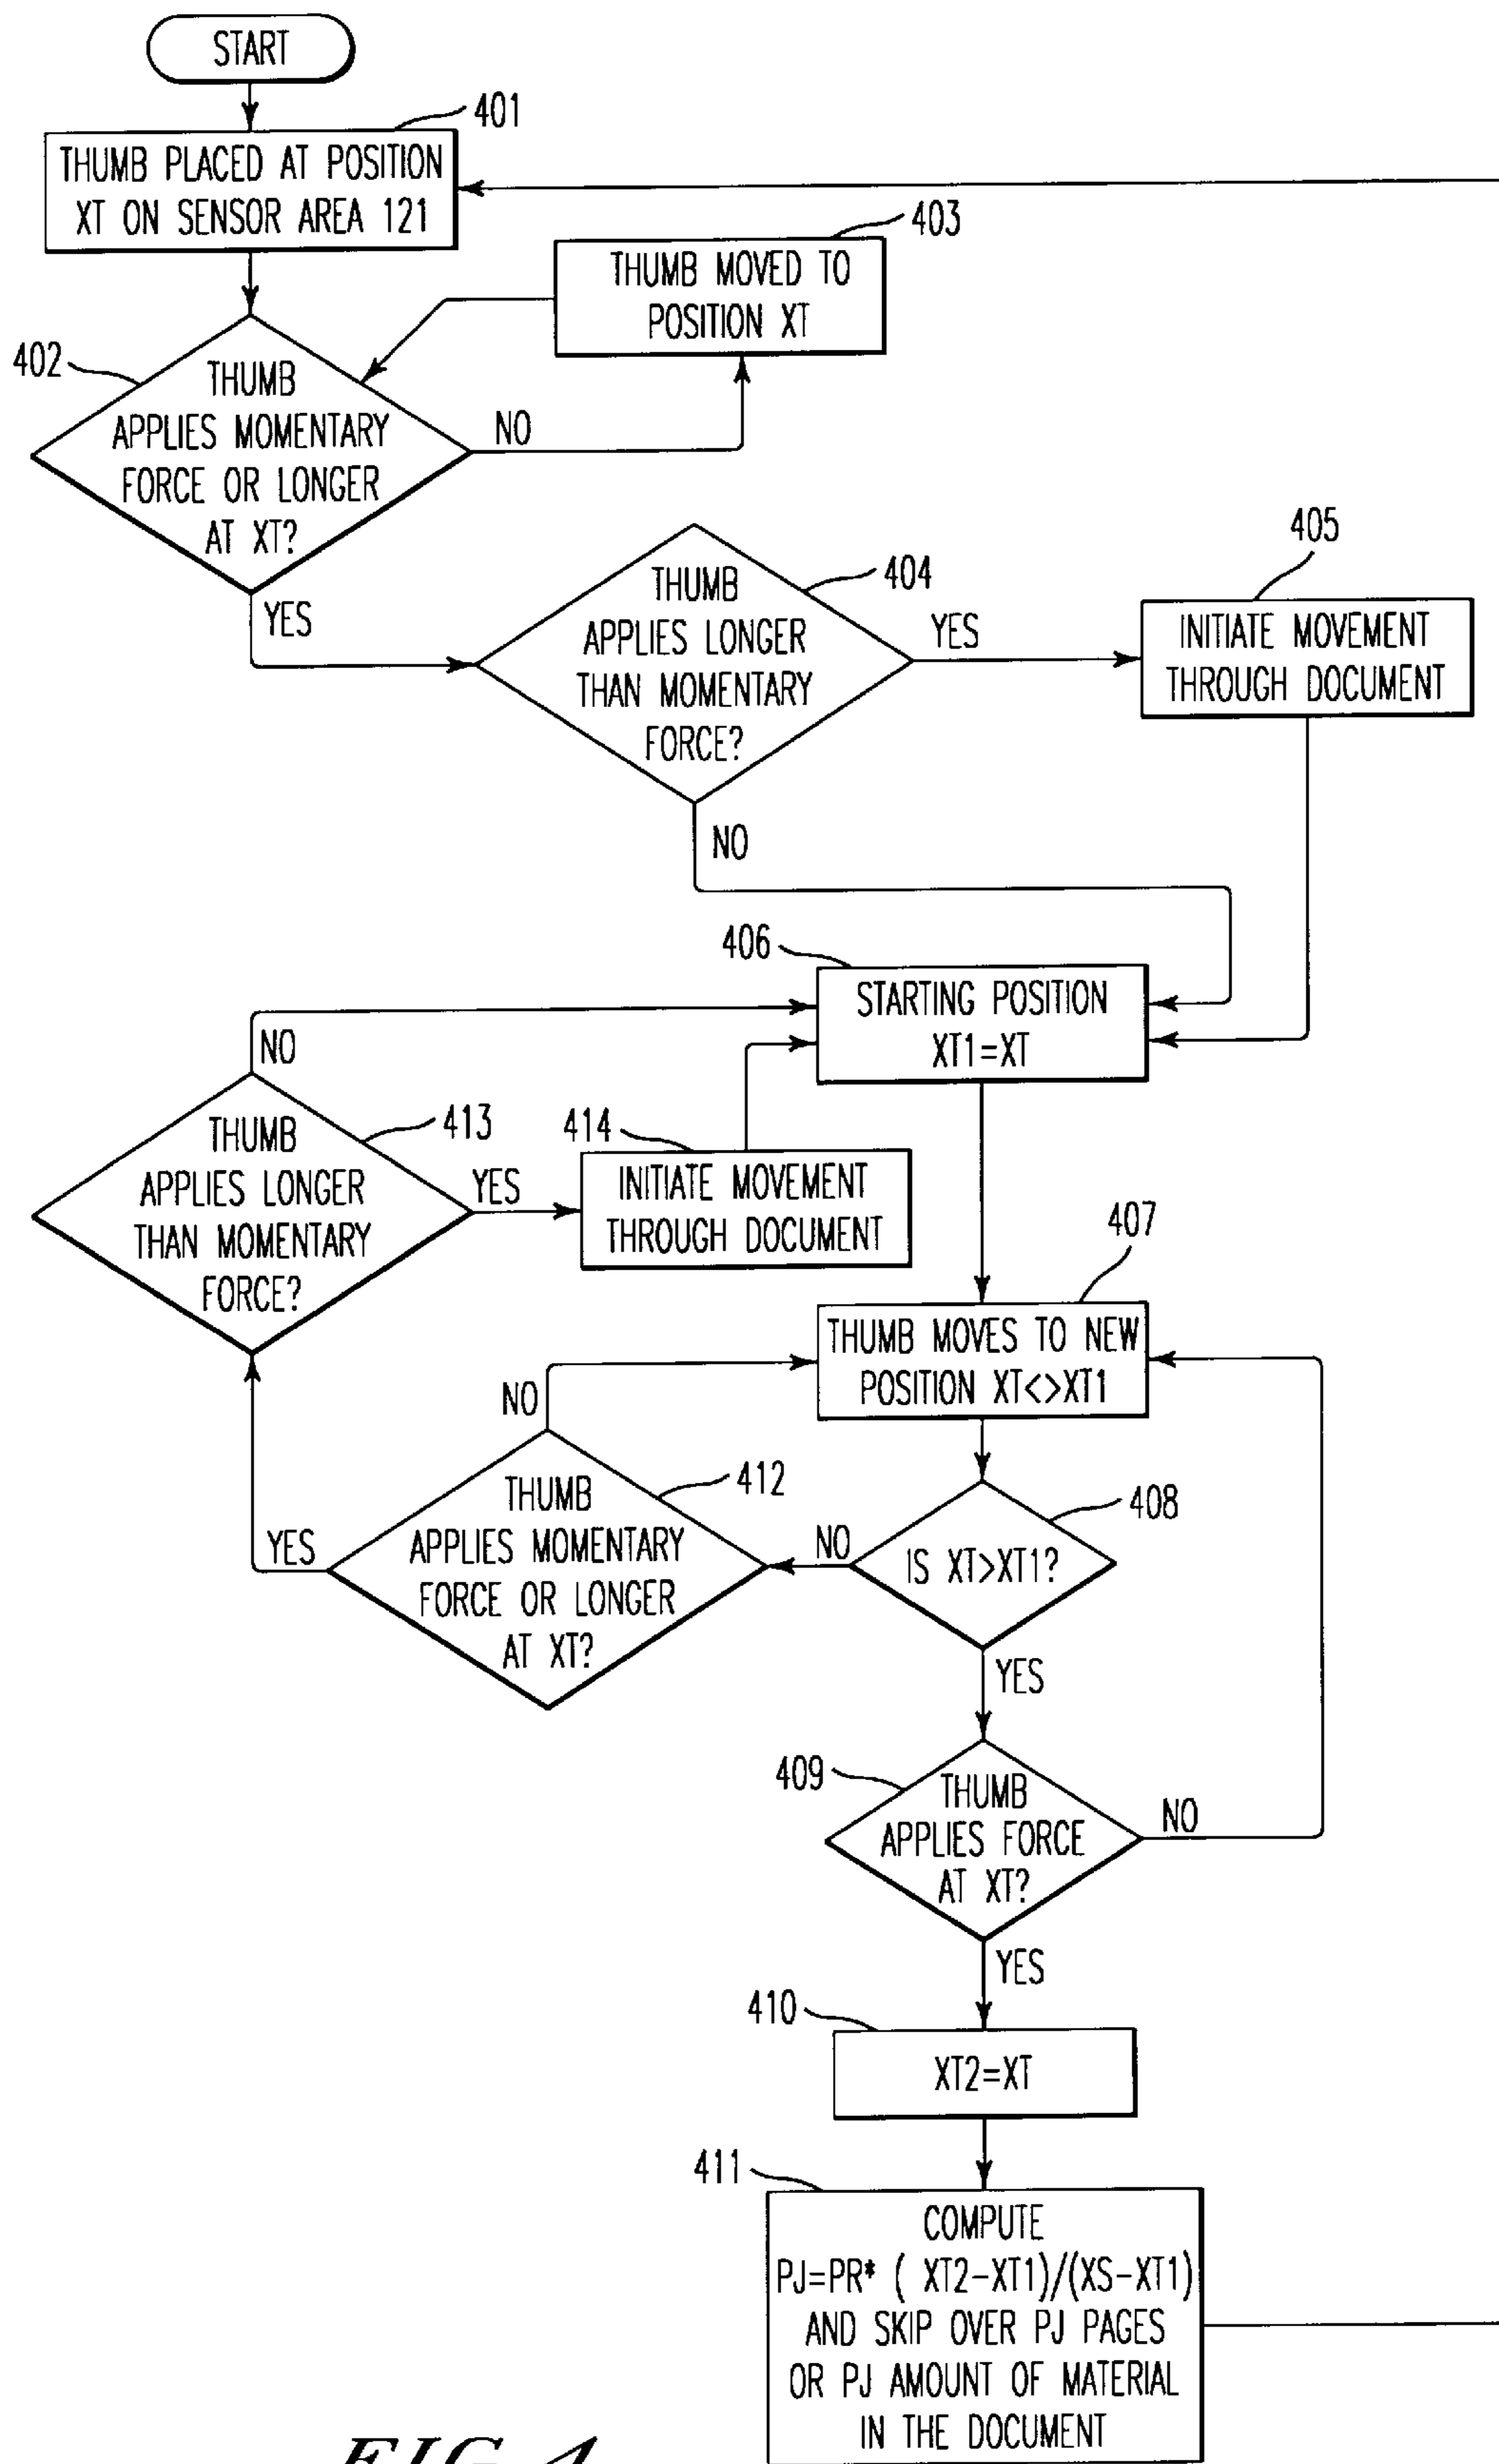 START
401
THUMB PLACED AT POSITION
XT ON SENSOR AREA 121
403
THUMB MOVED TO
POSITION XT
402
THUMB
APPLIES MOMENTARY
FORCE OR LONGER
AT XT?
NO
YES
404
THUMB
APPLIES LONGER
THAN MOMENTARY
FORCE?
YES
NO
405
INITIATE MOVEMENT
THROUGH DOCUMENT
406
STARTING POSITION
XT1=XT
NO
413
THUMB
APPLIES LONGER
THAN MOMENTARY
FORCE?
YES
414
INITIATE MOVEMENT
THROUGH DOCUMENT
407
THUMB MOVES TO NEW
POSITION XT<>XT1
NO
412
THUMB
APPLIES MOMENTARY
FORCE OR LONGER
AT XT?
YES
NO
408
IS XT>XT1?
YES
409
THUMB
APPLIES FORCE
AT XT?
NO
YES
410
XT2=XT
411
COMPUTE
PJ=PR* ( XT2-XT1)/(XS-XT1)
AND SKIP OVER PJ PAGES
OR PJ AMOUNT OF MATERIAL
IN THE DOCUMENT
FIG. 4